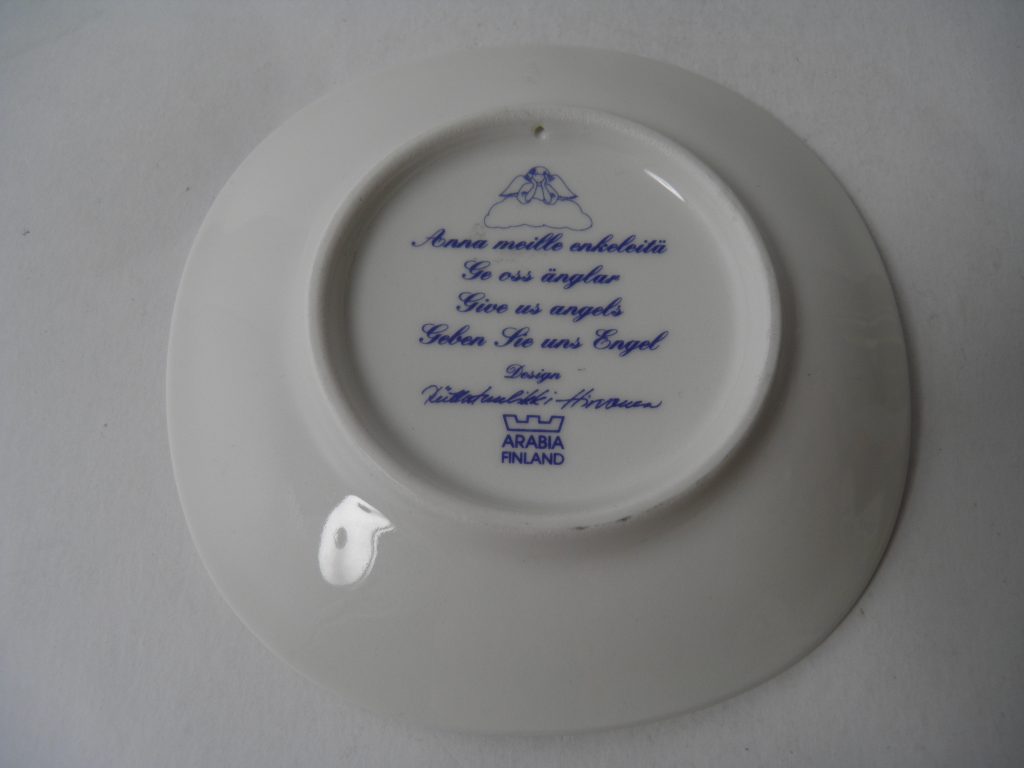 Anna meille enkeleitä
Ge oss änglar
Give us angels
Geben Sie uns Engel
Design
ARABIA
FINLAND